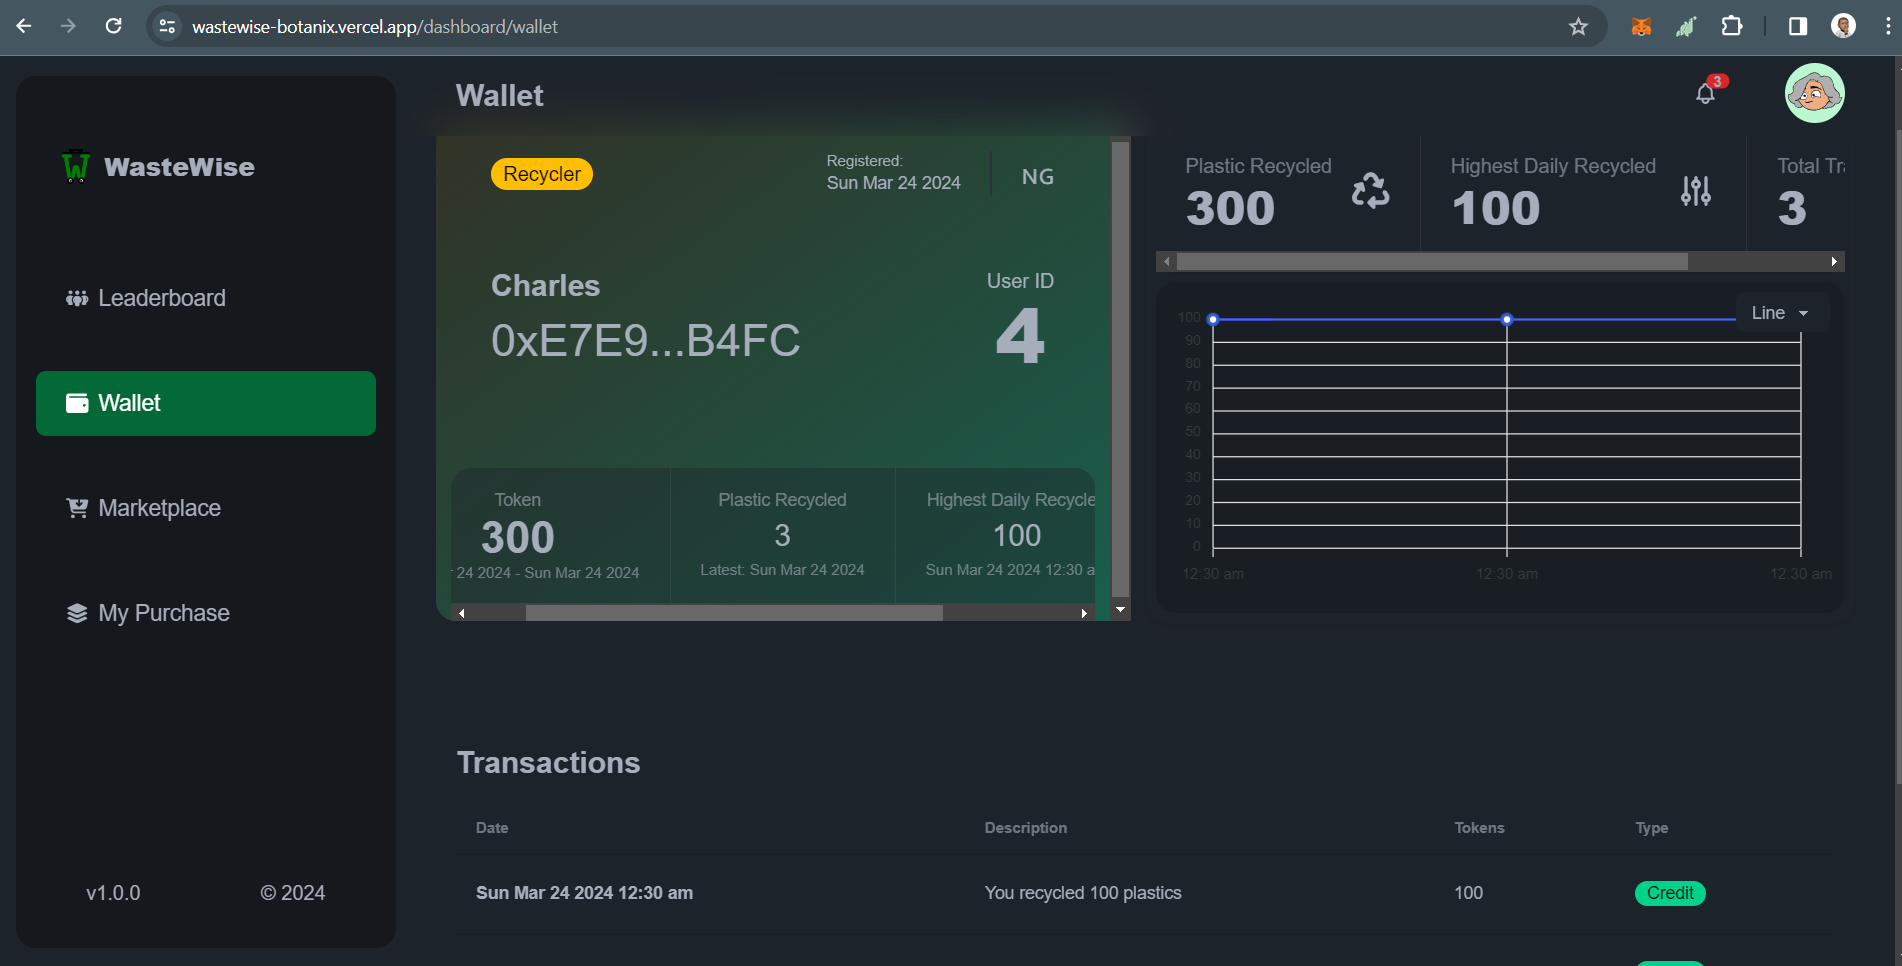 wastewise-botanix.vercel.app/dashboard/wallet
WasteWise
Leaderboard
Wallet
Marketplace
My Purchase
v1.0.0
© 2024
Wallet
3
Recycler
Registered:
Sun Mar 24 2024
NG
Charles
0xE7E9...B4FC
User ID
4
Token
300
24 2024 - Sun Mar 24 2024
Plastic Recycled
3
Latest: Sun Mar 24 2024
Highest Daily Recycle
100
Sun Mar 24 2024 12:30 a
Plastic Recycled
300
Highest Daily Recycled
100
Total Tr
3
Line
100
90
80
70
60
50
40
30
20
10
0
12:30 am
12:30 am
12:30 am
Transactions
Date
Description
Tokens
Type
Sun Mar 24 2024 12:30 am
You recycled 100 plastics
100
Credit